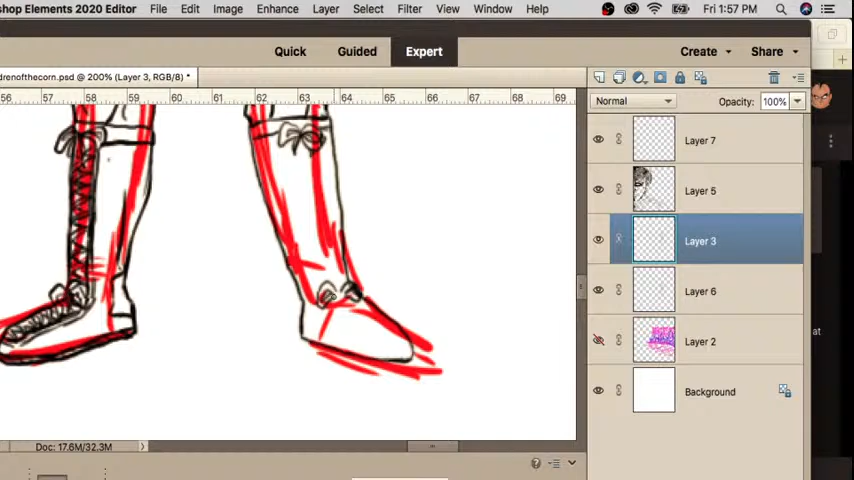 shop Elements 2020 Editor File Edit Image Enhance Layer Select Filter View Window Help Fri 1:57 PM
Quick Guided Expert Create Share
drenofthecorn.psd @ 200% (Layer 3, RGB/8) *
56 57 58 59 60 61 62 63 64 65 66 67 68 69
Normal Opacity: 100%
Layer 7
Layer 5
Layer 3
Layer 6
at
Layer 2
Background
Doc: 17.6M/32.3M